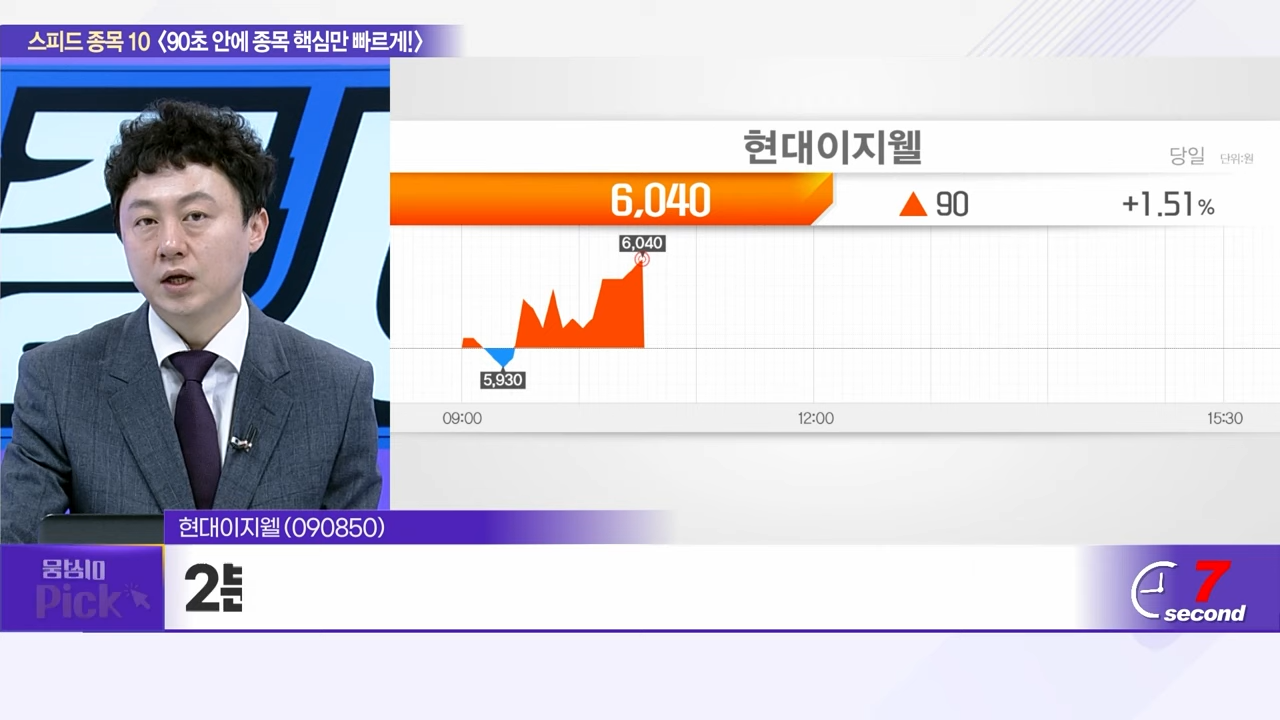 스피드 종목 10 〈90초 안에 종목 핵심만 빠르게!〉
현대이지웰
당일 단위:원
6,040 ▲ 90 +1.51%
6,040
5,930
09:00 12:00 15:30
현대이지웰(090850)
Pick
7
second